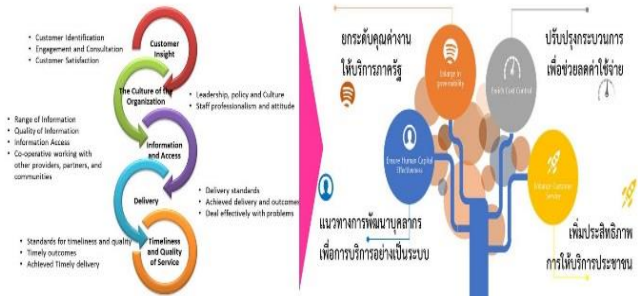 • Customer Identification
• Engagement and Consultation
• Customer Satisfaction
Customer
Insight
The Culture of the
Organization
• Leadership, policy and Culture
• Staff professionalism and attitude
• Range of Information
• Quality of Information
• Information Access
• Co-operative working with
other providers, partners, and
communities
Information
and Access
Delivery
• Delivery standards
• Achieved delivery and outcomes
• Deal effectively with problems
• Standards for timeliness and quality
• Timely outcomes
• Achieved Timely delivery
Timeliness
and Quality
of Service
ยกระดับคุณค่างาน
ให้บริการภาครัฐ
ปรับปรุงกระบวนการ
เพื่อช่วยลดค่าใช้จ่าย
Enrich Cost Control
Ensure Human Capital
Effectiveness
แนวทางการพัฒนาบุคลากร
เพื่อการบริการอย่างเป็นระบบ
Customer
Service
เพิ่มประสิทธิภาพ
การให้บริการประชาชน